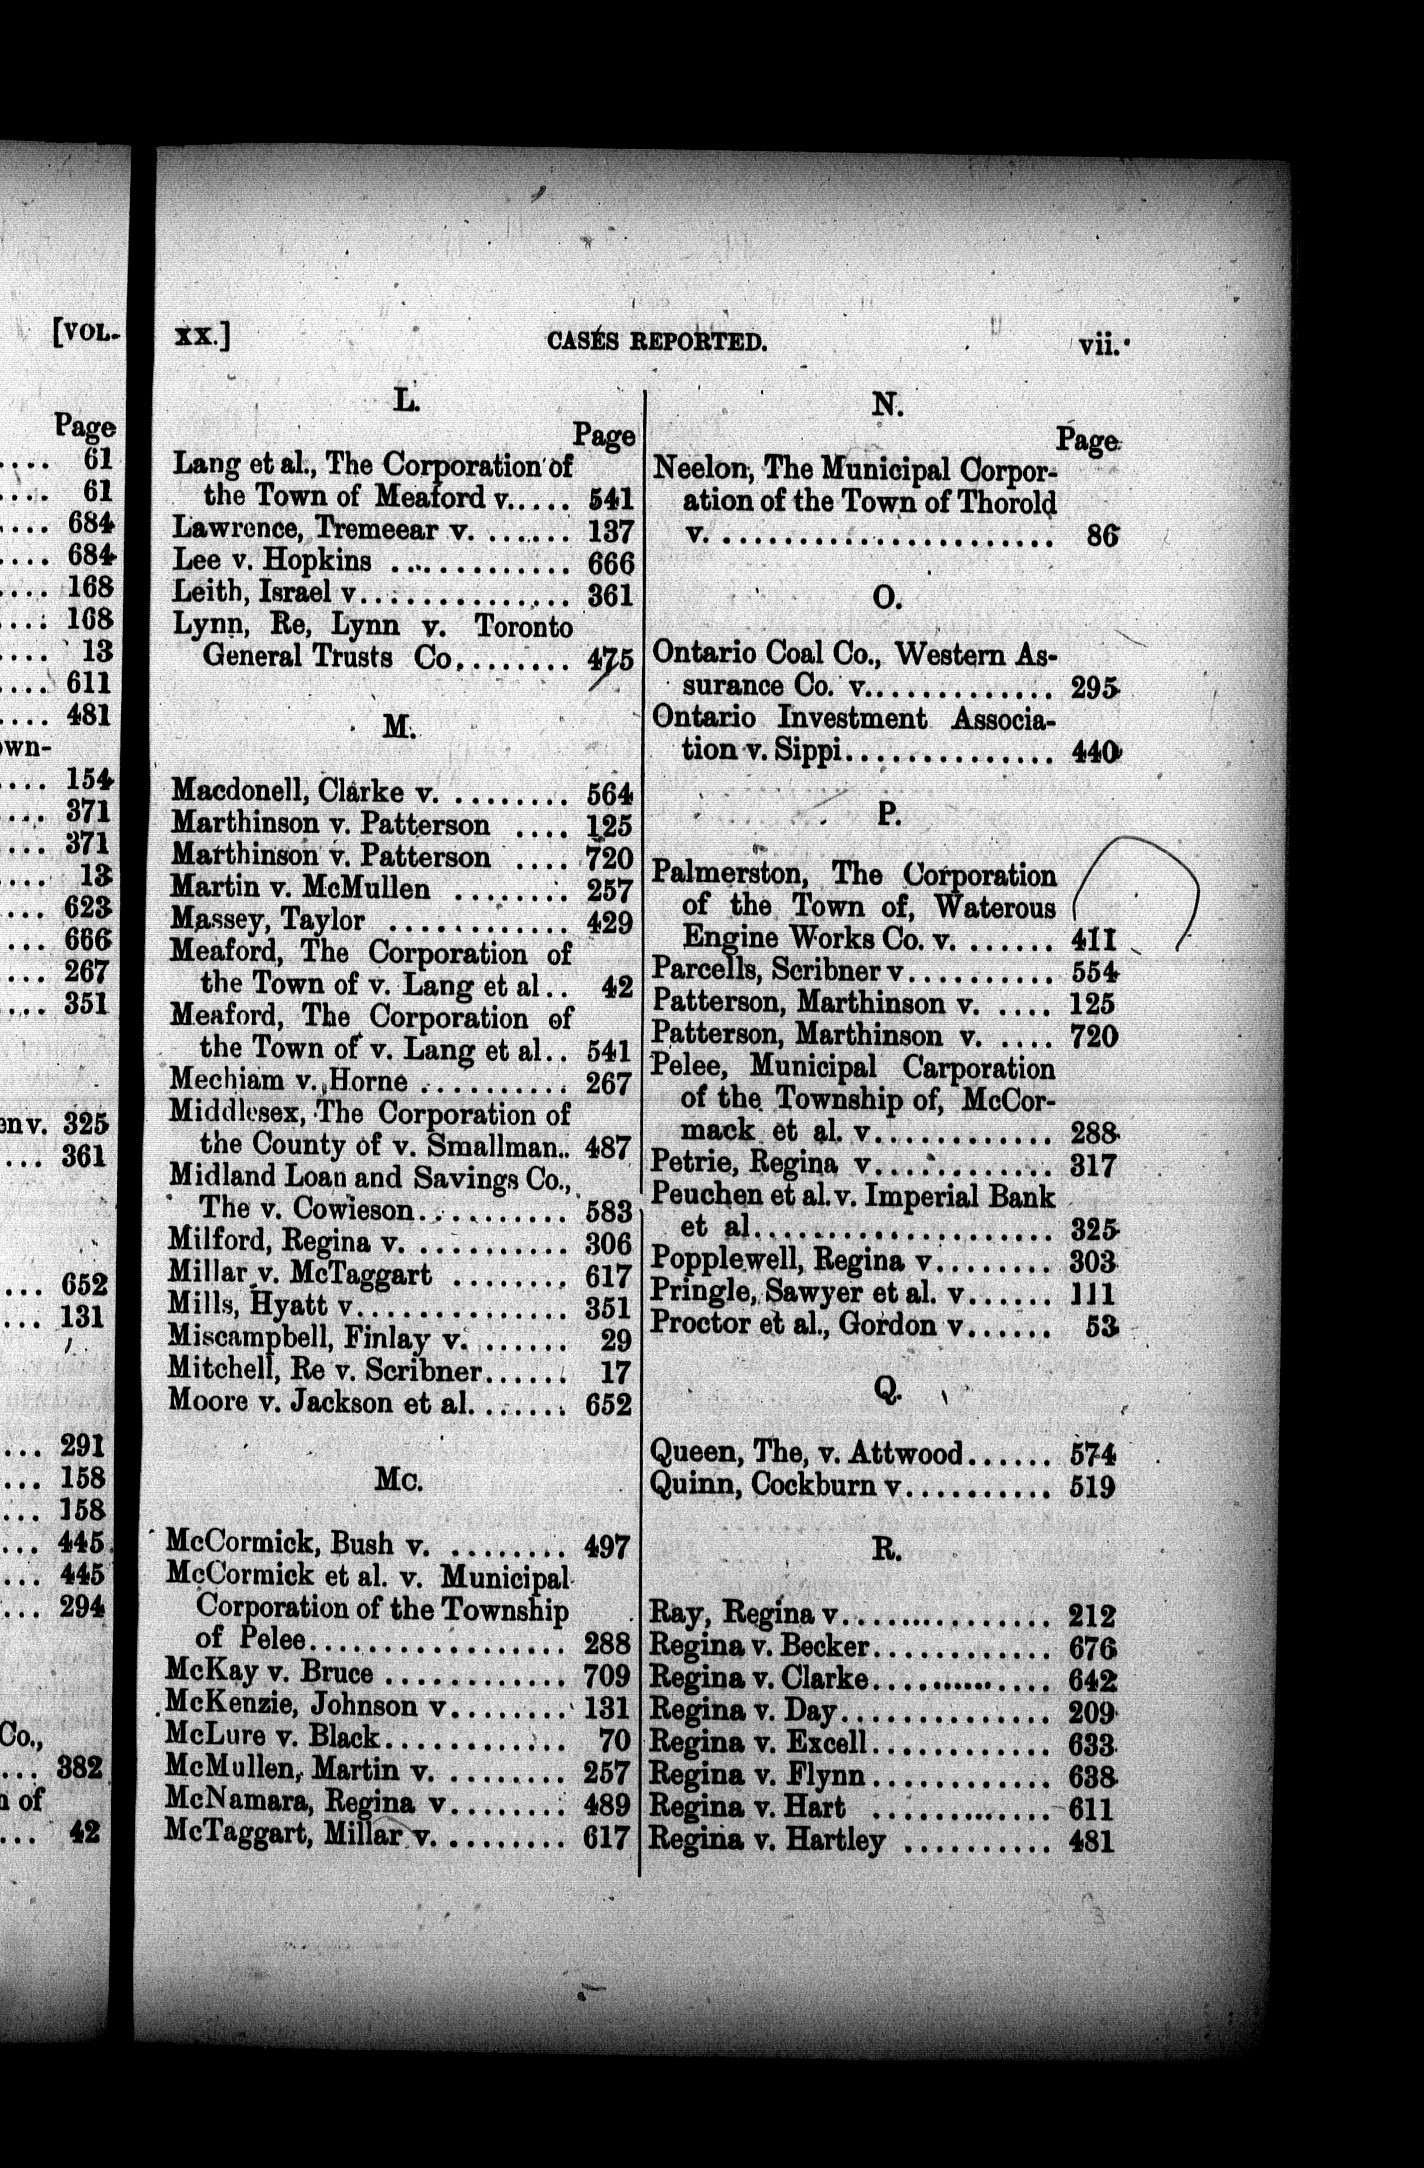 [VOL.
Page
.... 61
.... 61
.... 684
.... 684
.... 168
.... 168
.... 13
.... 611
.... 481
own-
.... 154
.... 371
.... 371
.... 13
.... 623
.... 666
.... 267
.... 351
en v. 325
.... 361
... 652
... 131
... 291
... 158
... 158
... 445
... 445
... 294
Co.,
... 382
n of
... 42
XX.] CASES REPORTED. vii.
L.
Page
Lang et al., The Corporation of
the Town of Meaford v..... 541
Lawrence, Tremeear v. ...... 137
Lee v. Hopkins ............ 666
Leith, Israel v.............. 361
Lynn, Re, Lynn v. Toronto
General Trusts Co........ 475
M.
Macdonell, Clarke v. ........ 564
Marthinson v. Patterson .... 125
Marthinson v. Patterson .... 720
Martin v. McMullen ........ 257
Massey, Taylor ............ 429
Meaford, The Corporation of
the Town of v. Lang et al.. 42
Meaford, The Corporation of
the Town of v. Lang et al.. 541
Mechiam v. Horne .......... 267
Middlesex, The Corporation of
the County of v. Smallman.. 487
Midland Loan and Savings Co.,
The v. Cowieson.......... 583
Milford, Regina v. .......... 306
Millar v. McTaggart ........ 617
Mills, Hyatt v.............. 351
Miscampbell, Finlay v. ...... 29
Mitchell, Re v. Scribner...... 17
Moore v. Jackson et al. ...... 652
Mc.
McCormick, Bush v. ........ 497
McCormick et al. v. Municipal
Corporation of the Township
of Pelee................. 288
McKay v. Bruce ............ 709
McKenzie, Johnson v........ 131
McLure v. Black............ 70
McMullen, Martin v. ........ 257
McNamara, Regina v........ 489
McTaggart, Millar v. ........ 617
N.
Page
Neelon, The Municipal Corpor-
ation of the Town of Thorold
v. ...................... 86
O.
Ontario Coal Co., Western As-
surance Co. v............. 295
Ontario Investment Associa-
tion v. Sippi.............. 440
P.
Palmerston, The Corporation
of the Town of, Waterous
Engine Works Co. v. ...... 411
Parcells, Scribner v.......... 554
Patterson, Marthinson v. .... 125
Patterson, Marthinson v. .... 720
Pelee, Municipal Carporation
of the Township of, McCor-
mack et al. v............ 288
Petrie, Regina v............ 317
Peuchen et al. v. Imperial Bank
et al.................... 325
Popplewell, Regina v........ 303
Pringle, Sawyer et al. v...... 111
Proctor et al., Gordon v...... 53
Q.
Queen, The, v. Attwood...... 574
Quinn, Cockburn v.......... 519
R.
Ray, Regina v.............. 212
Regina v. Becker............ 676
Regina v. Clarke............ 642
Regina v. Day.............. 209
Regina v. Excell............ 633
Regina v. Flynn............ 638
Regina v. Hart ............ 611
Regina v. Hartley .......... 481